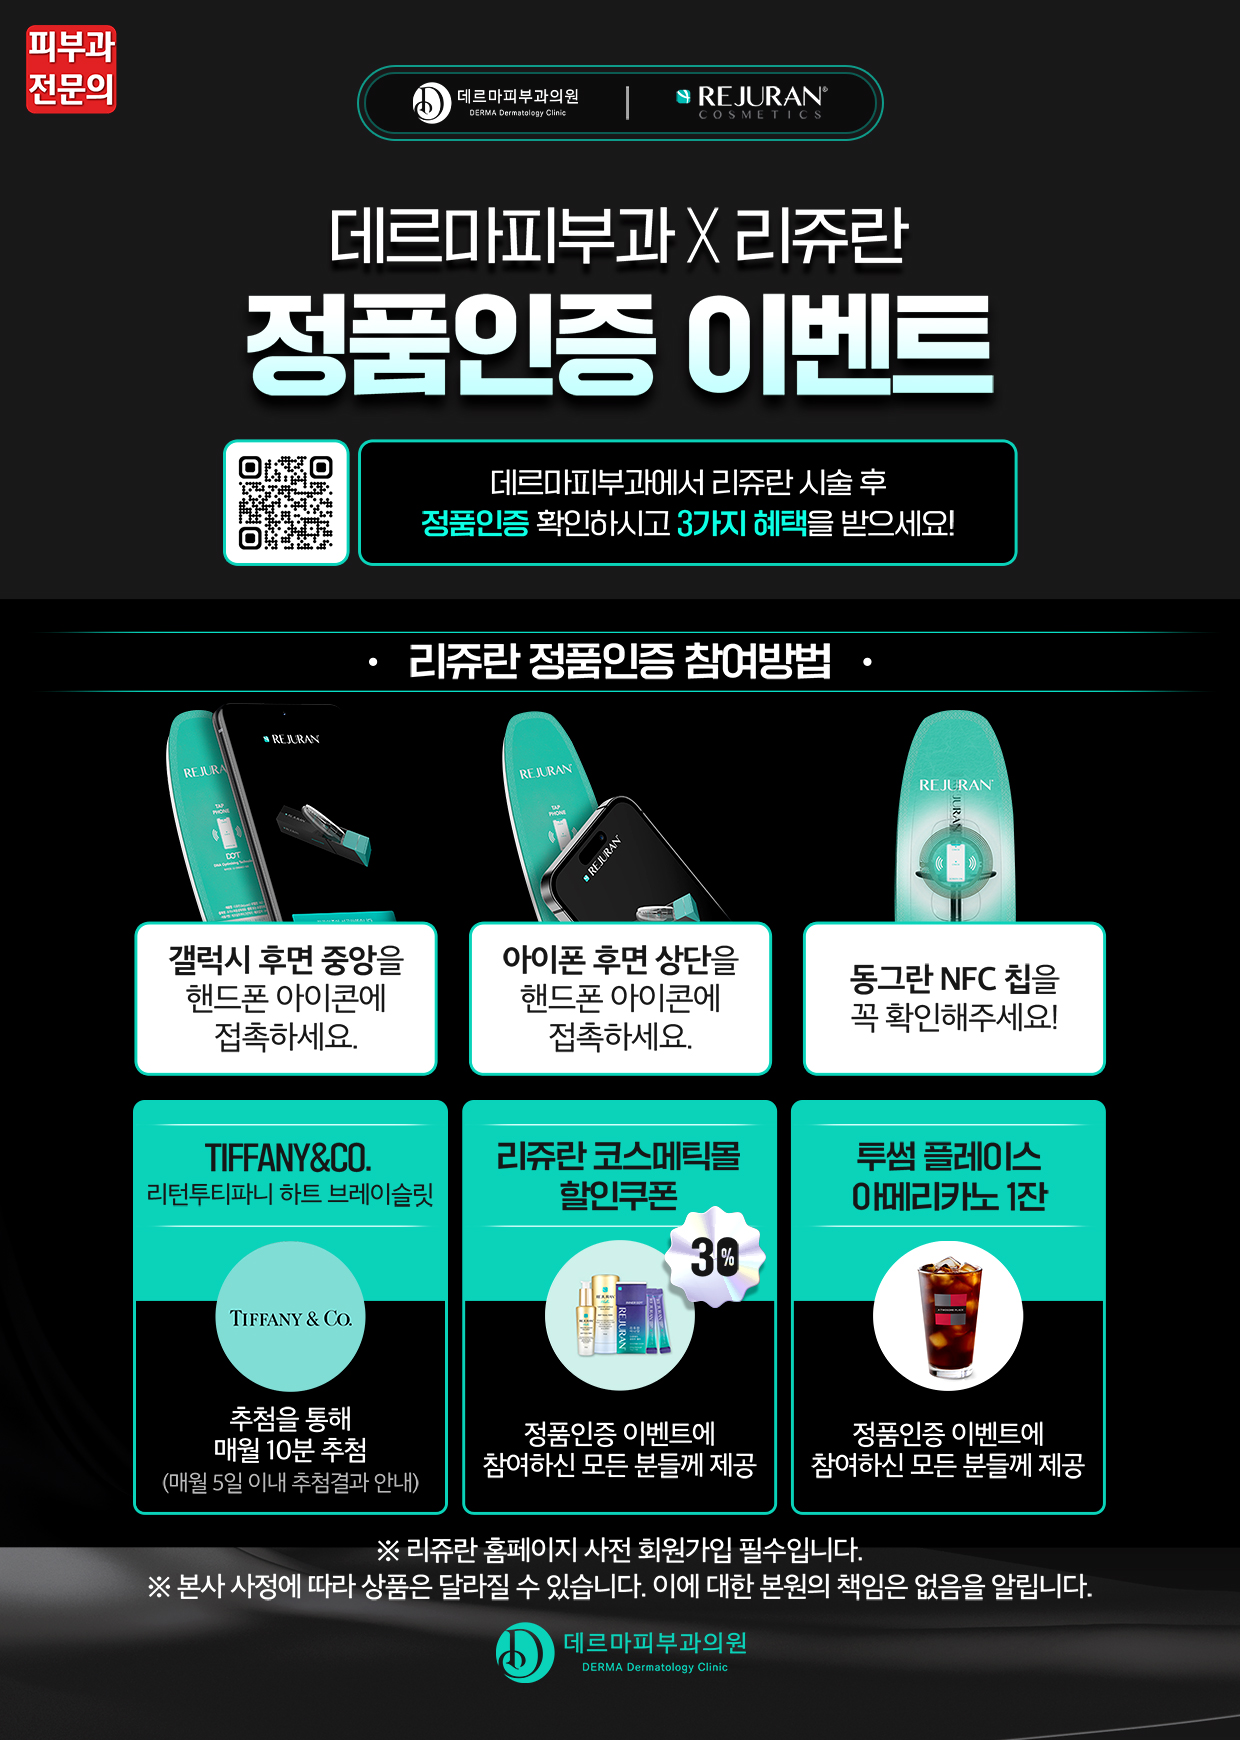 피부과
전문의
데르마피부과의원
DERMA Dermatology Clinic
REJURAN®
COSMETICS
데르마피부과 X 리쥬란
정품인증 이벤트
데르마피부과에서 리쥬란 시술 후
정품인증 확인하시고 3가지 혜택을 받으세요!
• 리쥬란 정품인증 참여방법 •
REJURAN
TAP
PHONE
DOT
REJURAN
REJURAN
TAP
PHONE
REJURAN
REJURAN
갤럭시 후면 중앙을
핸드폰 아이콘에
접촉하세요.
아이폰 후면 상단을
핸드폰 아이콘에
접촉하세요.
동그란 NFC 칩을
꼭 확인해주세요!
TIFFANY&CO.
리턴투티파니 하트 브레이슬릿
TIFFANY & CO.
추첨을 통해
매월 10분 추첨
(매월 5일 이내 추첨결과 안내)
리쥬란 코스메틱몰
할인쿠폰
30%
REJURAN
정품인증 이벤트에
참여하신 모든 분들께 제공
투썸 플레이스
아메리카노 1잔
정품인증 이벤트에
참여하신 모든 분들께 제공
※ 리쥬란 홈페이지 사전 회원가입 필수입니다.
※ 본사 사정에 따라 상품은 달라질 수 있습니다. 이에 대한 본원의 책임은 없음을 알립니다.
데르마피부과의원
DERMA Dermatology Clinic